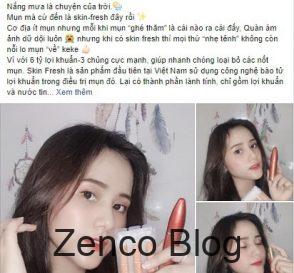 Nắng mưa là chuyện của trời🌦
Mụn mà cứ đến là skin-fresh đây rồi ✨
Cơ địa ít mụn nhưng mỗi khi mụn "ghé thăm" là cái nào ra cái đấy, Quàn àm
ảnh dữ dội luôn 🙈 nhưng khi có skin fresh thì mọi thứ "nhẹ tênh" không còn
nỗi lo mụn "về" keke 👍🏻
Vì với 6 tỷ lợi khuẩn-3 chủng cực mạnh, giúp nhanh chóng loại bỏ các nốt
mụn. Skin Fresh là sản phẩm đầu tiên tại Việt Nam sử dụng công nghệ bào tử
lợi khuẩn trong điều trị mụn đó. Lại có thành phần lành tính, chỉ gồm lợi khuẩn
và nước tin... Xem thêm
Zenco Blog